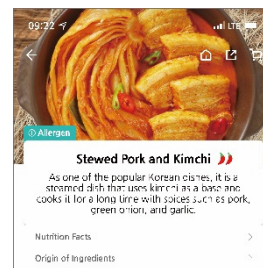 09:22
LTE
Allergen
Stewed Pork and Kimchi
As one of the popular Korean dishes, it is a
steamed dish that uses kimchi as a base and
cooks it for a long time with spices such as pork,
green onion, and garlic.
Nutrition Facts
Origin of Ingredients